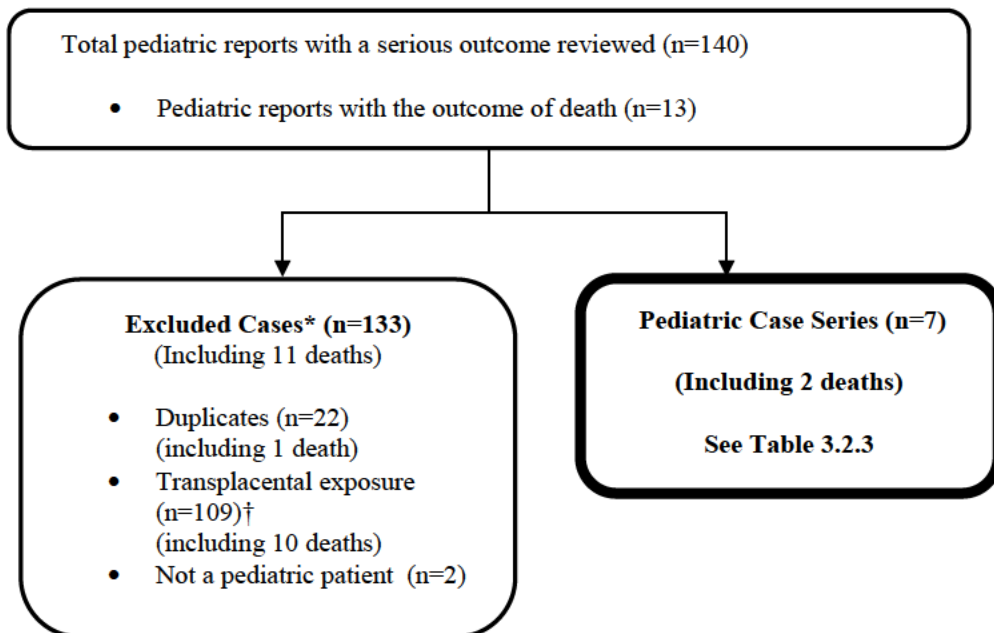 Total pediatric reports with a serious outcome reviewed (n=140)
• Pediatric reports with the outcome of death (n=13)
Excluded Cases* (n=133)
(Including 11 deaths)
• Duplicates (n=22)
(including 1 death)
• Transplacental exposure
(n=109)†
(including 10 deaths)
• Not a pediatric patient (n=2)
Pediatric Case Series (n=7)
(Including 2 deaths)
See Table 3.2.3